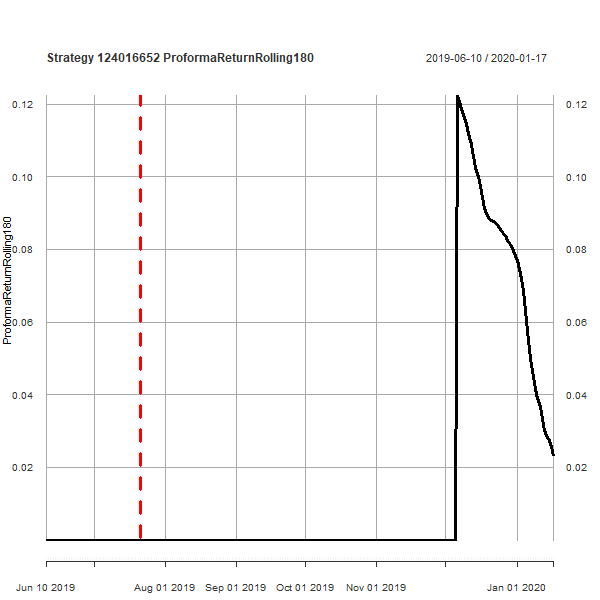 Strategy 124016652 ProformaReturnRolling180
2019-06-10 / 2020-01-17
ProformaReturnRolling180
0.12
0.10
0.08
0.06
0.04
0.02
0.12
0.10
0.08
0.06
0.04
0.02
Jun 10 2019
Aug 01 2019
Sep 01 2019
Oct 01 2019
Nov 01 2019
Jan 01 2020